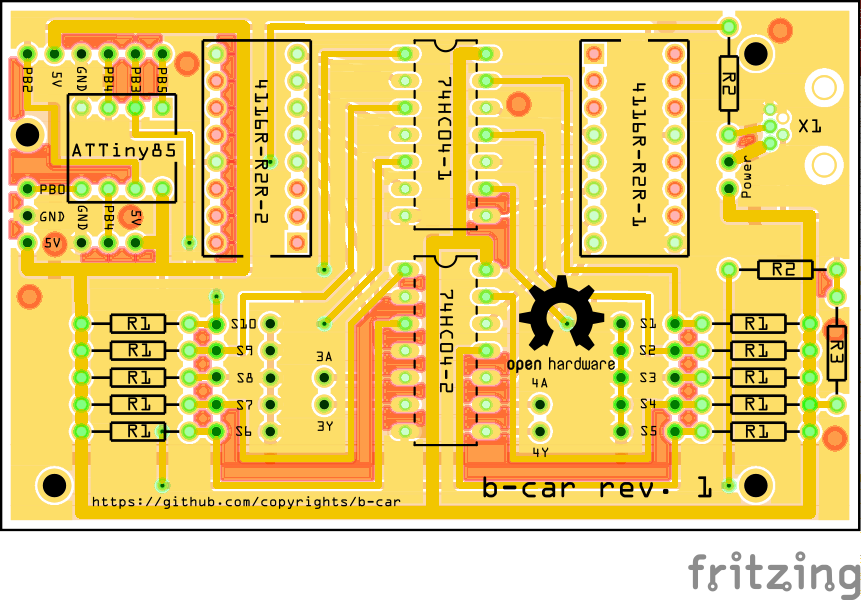 PB2
5V
GND
PB4
PB3
PB5
ATTiny85
PB0
GND
5V
GND
PB4
5V
4116R-R2R-2
74HC04-1
4116R-R2R-1
R2
X1
Power
R2
R3
74HC04-2
R1
S10
R1
S9
R1
S8
R1
S7
R1
S6
3A
3Y
open hardware
4A
4Y
S1
R1
S2
R1
S3
R1
S4
R1
S5
R1
b-car rev. 1
https://github.com/copyrights/b-car
fritzing